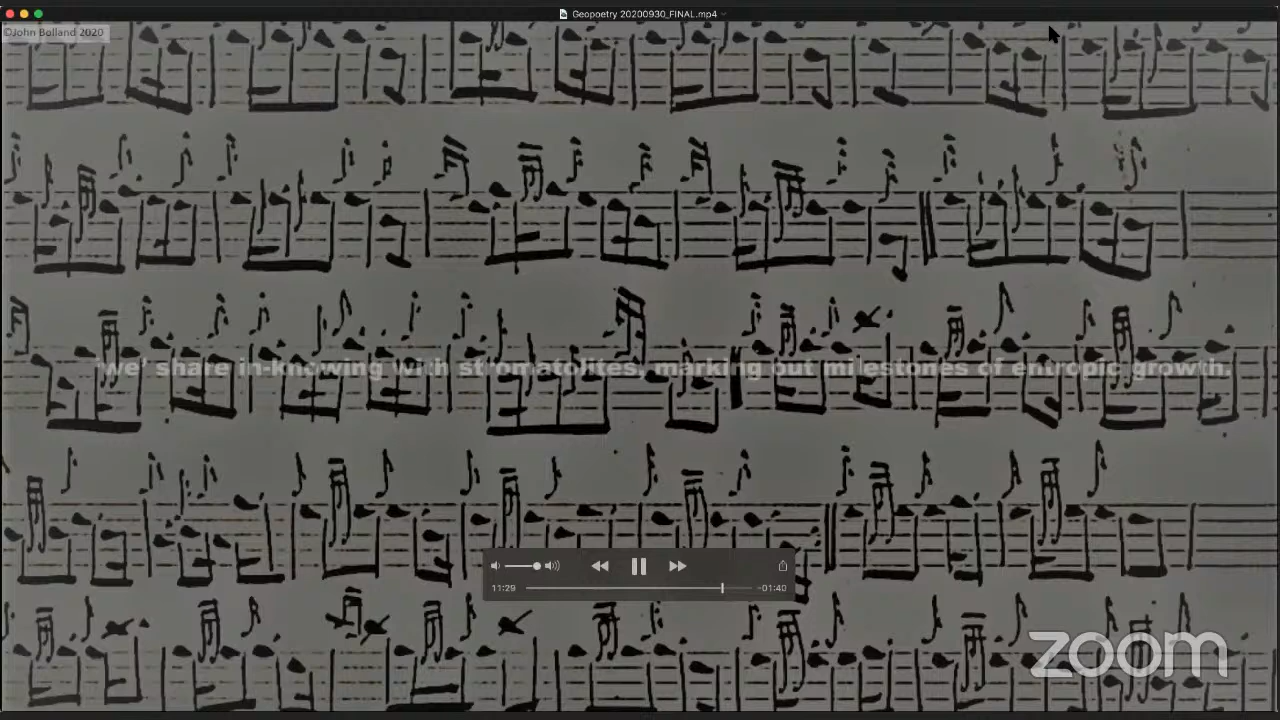 Geopoetry 20200930_FINAL.mp4
©John Bolland 2020
'we' share in-knowing with stromatolites, marking out milestones of entropic growth.
11:29
-01:40
zoom